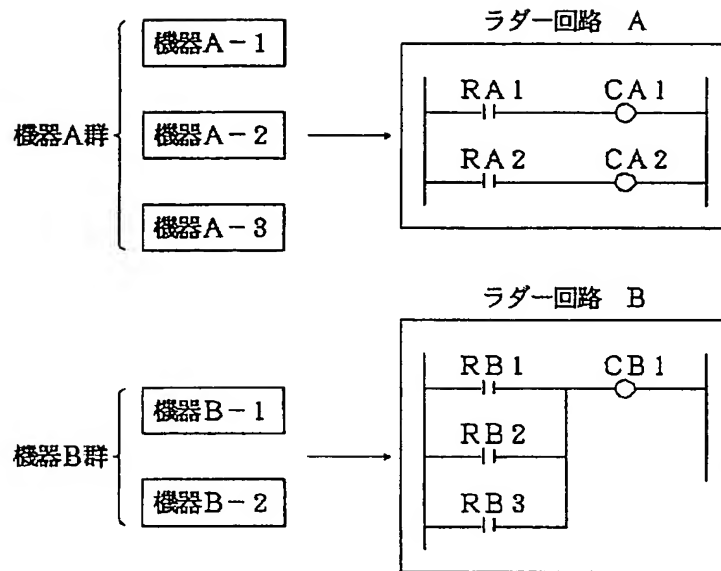 機器A－1
機器A群
機器A－2
機器A－3
ラダー回路　A
RA1　CA1
RA2　CA2
機器B－1
機器B群
機器B－2
ラダー回路　B
RB1　CB1
RB2
RB3